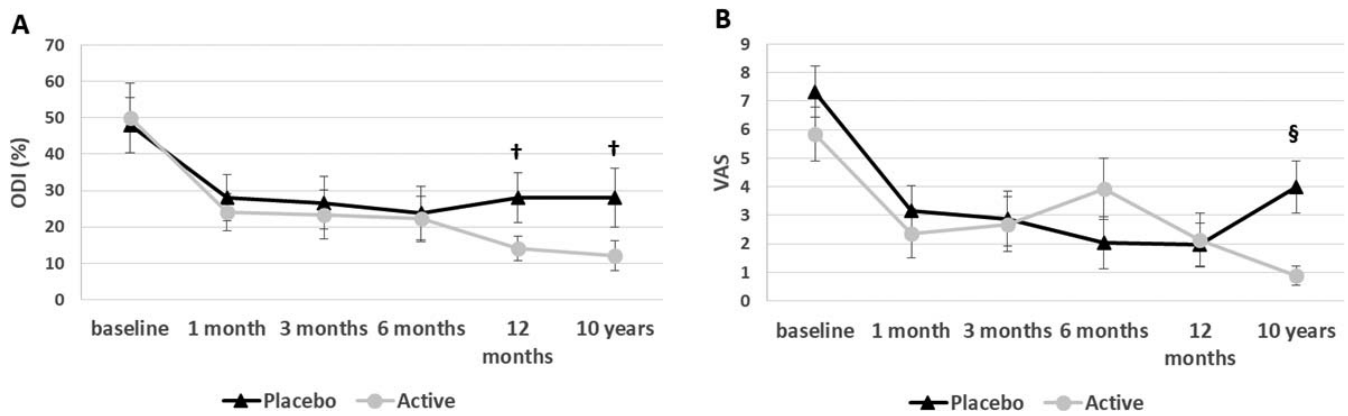 A
ODI (%)
70
60
50
40
30
20
10
0
† †
baseline 1 month 3 months 6 months 12 months 10 years
Placebo Active
B
VAS
9
8
7
6
5
4
3
2
1
0
§
baseline 1 month 3 months 6 months 12 months 10 years
Placebo Active